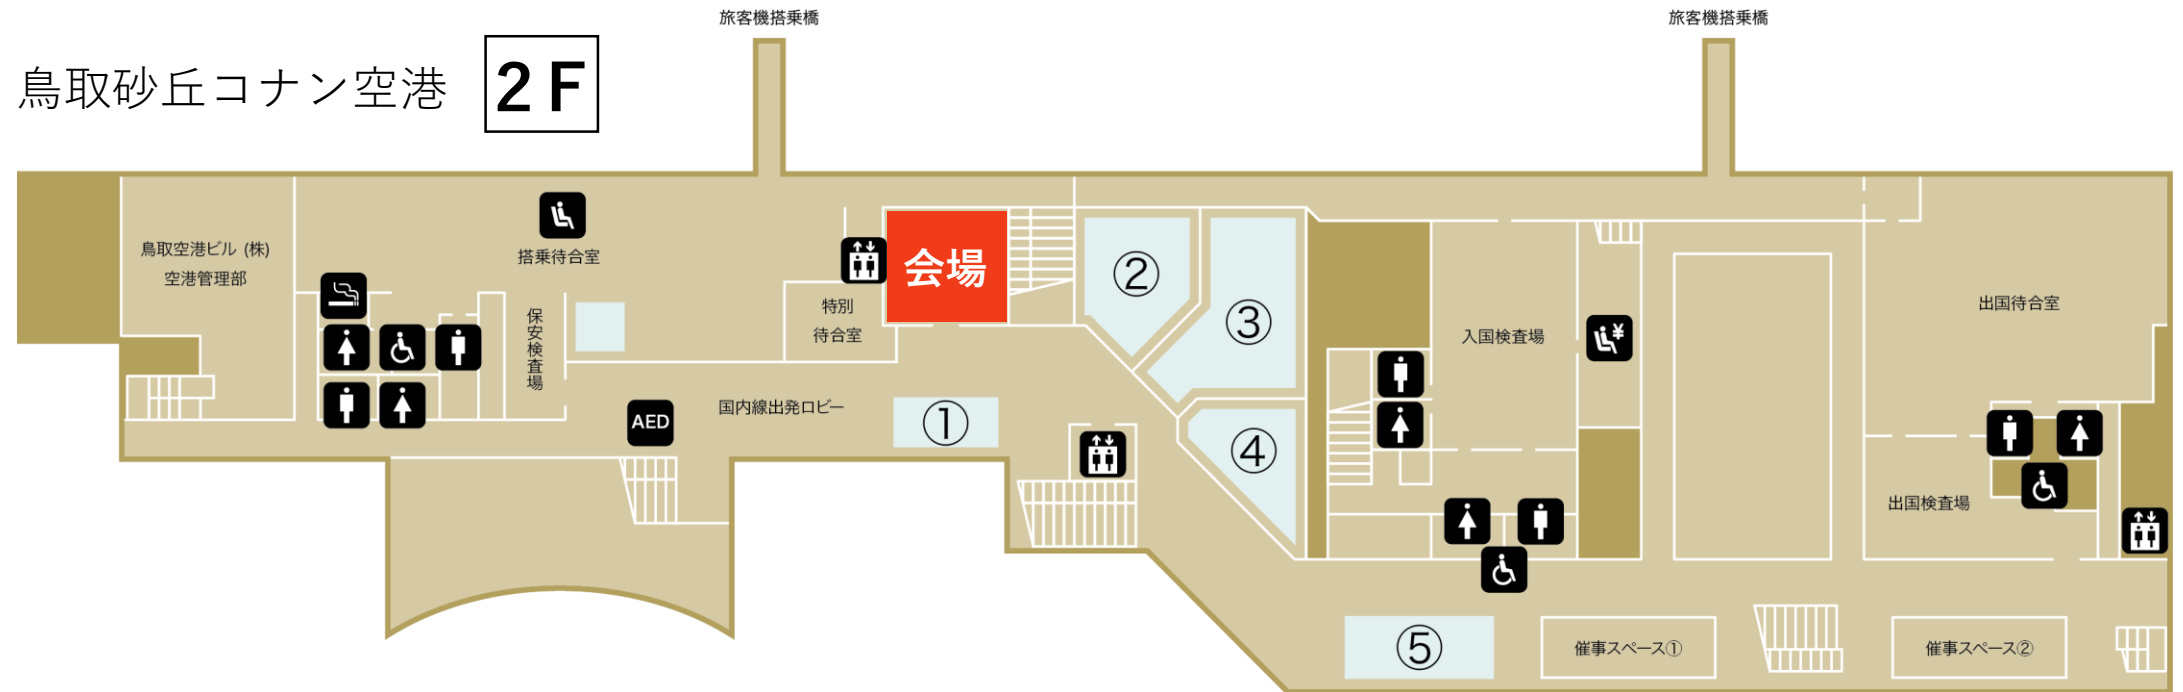 旅客機搭乗橋
旅客機搭乗橋
鳥取砂丘コナン空港 2F
鳥取空港ビル (株)
空港管理部
搭乗待合室
会場
特別
待合室
保安検査場
②
③
入国検査場
¥
出国待合室
AED
国内線出発ロビー
①
④
出国検査場
⑤
催事スペース①
催事スペース②